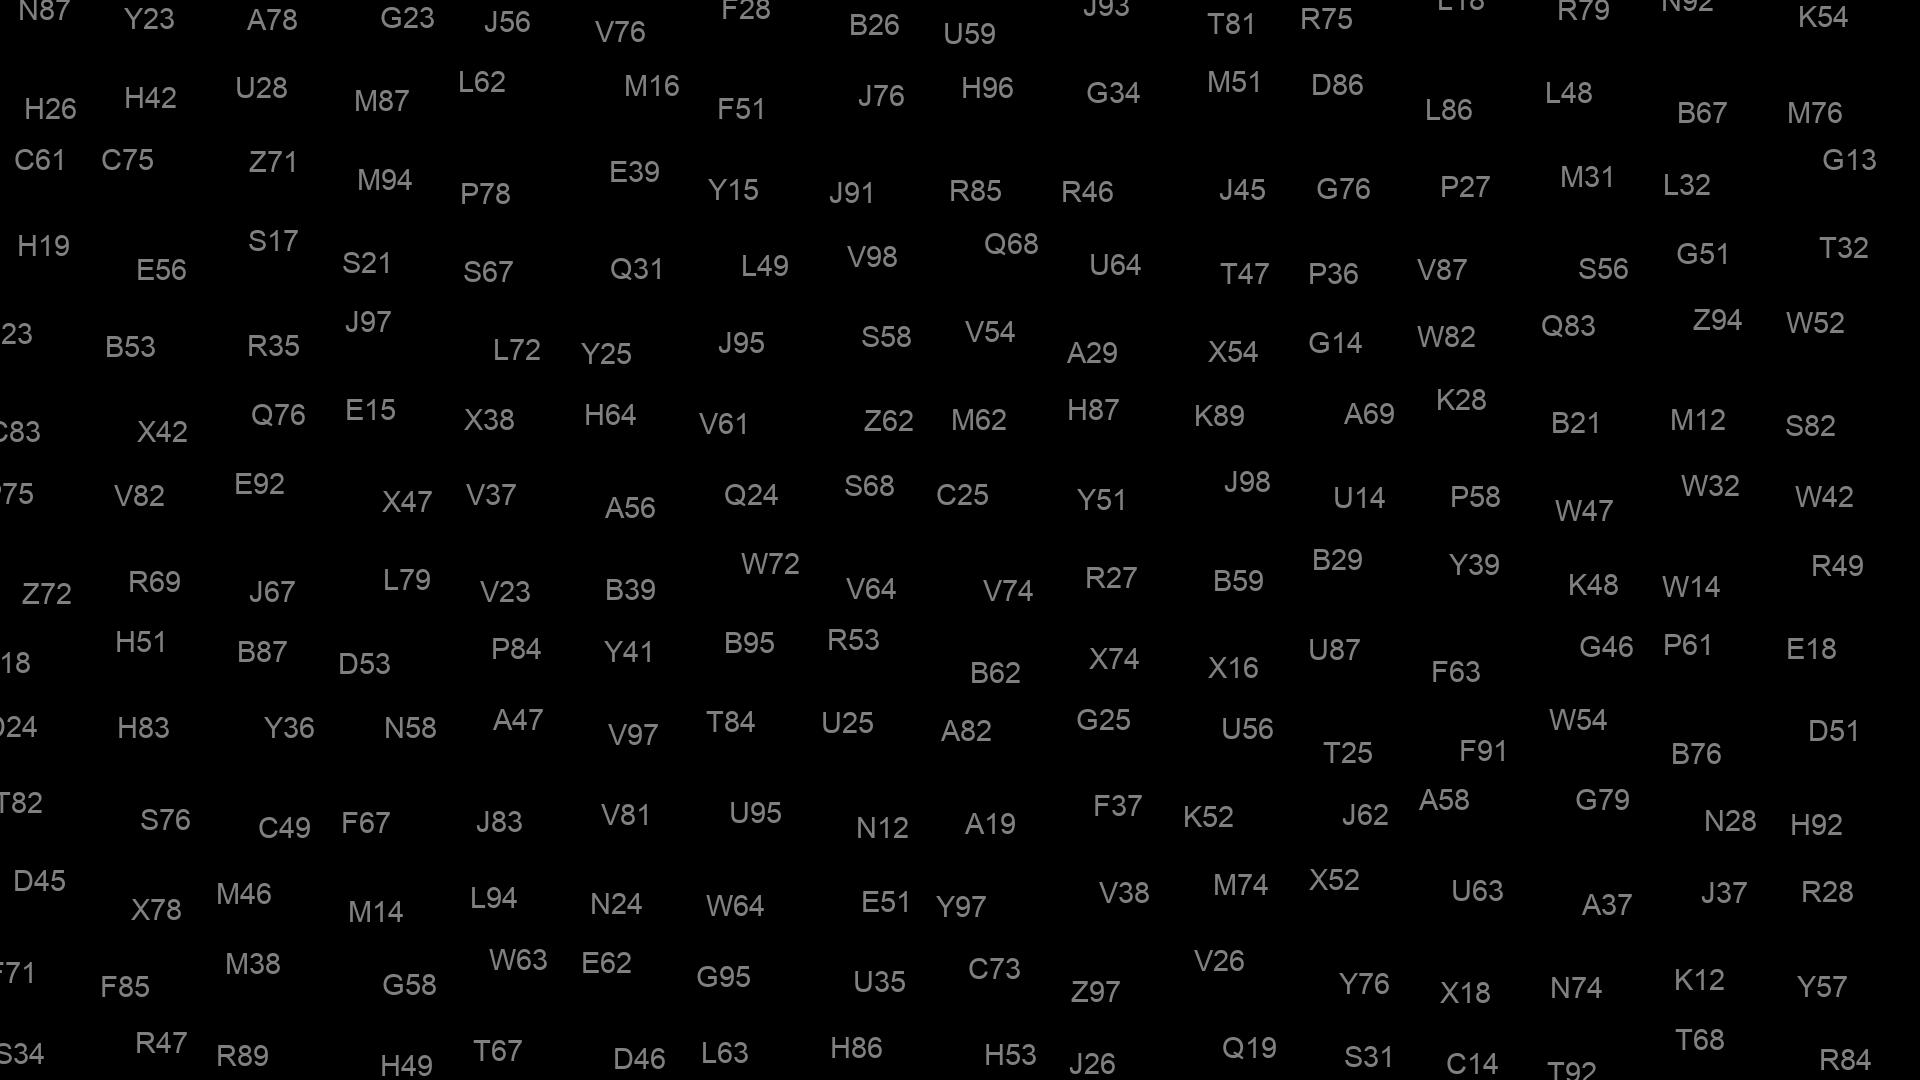 N87 Y23 A78 G23 J56 V76 F28 B26 U59 J93 T81 R75 L18 R79 N92 K54
H26 H42 U28 M87 L62 M16 F51 J76 H96 G34 M51 D86 L86 L48 B67 M76
C61 C75 Z71 M94 P78 E39 Y15 J91 R85 R46 J45 G76 P27 M31 L32 G13
H19 E56 S17 S21 S67 Q31 L49 V98 Q68 U64 T47 P36 V87 S56 G51 T32
23 B53 R35 J97 L72 Y25 J95 S58 V54 A29 X54 G14 W82 Q83 Z94 W52
C83 X42 Q76 E15 X38 H64 V61 Z62 M62 H87 K89 A69 K28 B21 M12 S82
75 V82 E92 X47 V37 A56 Q24 S68 C25 Y51 J98 U14 P58 W47 W32 W42
Z72 R69 J67 L79 V23 B39 W72 V64 V74 R27 B59 B29 Y39 K48 W14 R49
18 H51 B87 D53 P84 Y41 B95 R53 B62 X74 X16 U87 F63 G46 P61 E18
24 H83 Y36 N58 A47 V97 T84 U25 A82 G25 U56 T25 F91 W54 B76 D51
T82 S76 C49 F67 J83 V81 U95 N12 A19 F37 K52 J62 A58 G79 N28 H92
D45 X78 M46 M14 L94 N24 W64 E51 Y97 V38 M74 X52 U63 A37 J37 R28
F71 F85 M38 G58 W63 E62 G95 U35 C73 Z97 V26 Y76 X18 N74 K12 Y57
S34 R47 R89 H49 T67 D46 L63 H86 H53 J26 Q19 S31 C14 T92 T68 R84